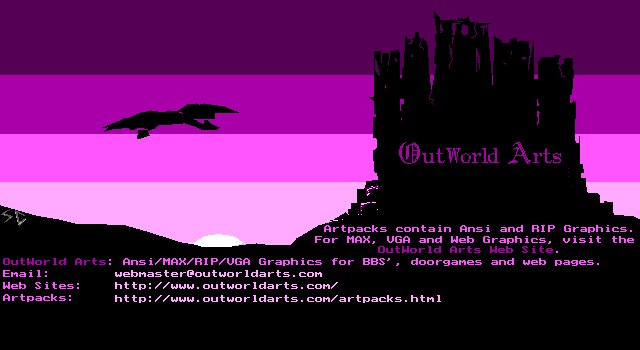 OutWorld Arts
SC
Artpacks contain Ansi and RIP Graphics.
For MAX, VGA and Web Graphics, visit the
OutWorld Arts Web Site.
OutWorld Arts: Ansi/MAX/RIP/VGA Graphics for BBS', doorgames and web pages.
Email: webmaster@outworldarts.com
Web Sites: http://www.outworldarts.com/
Artpacks: http://www.outworldarts.com/artpacks.html